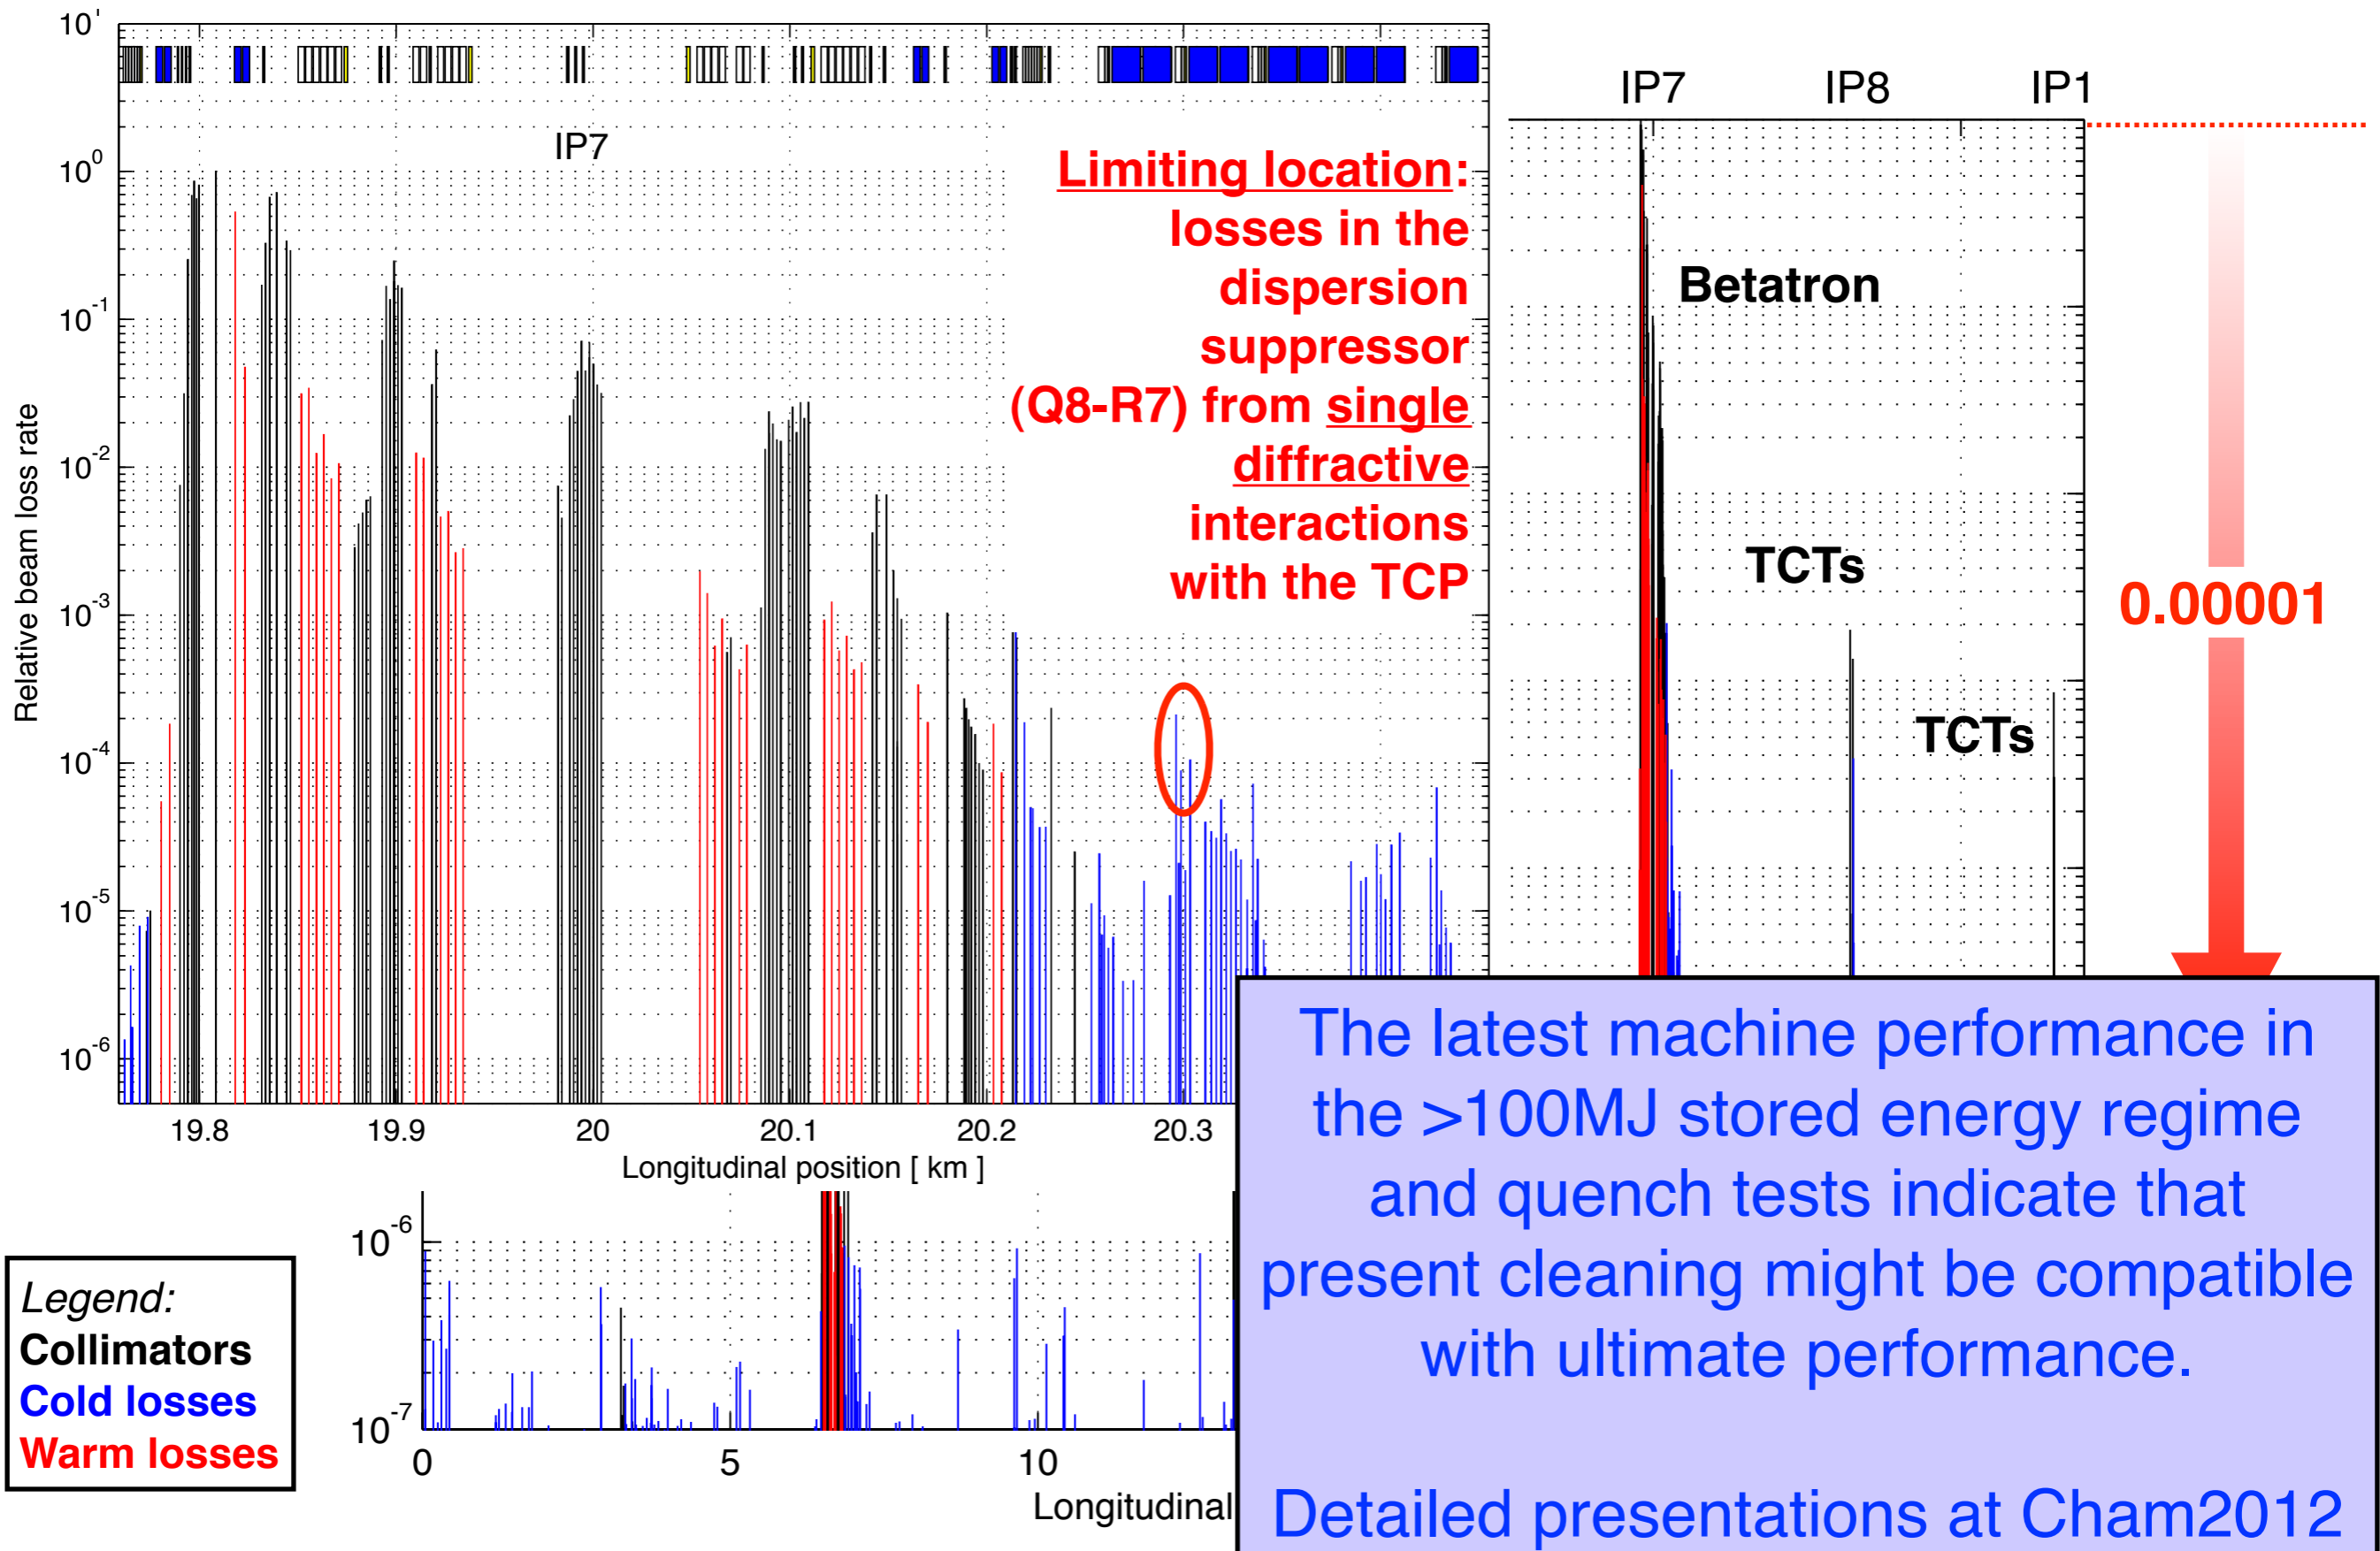 10'
IP7
IP8
IP1
IP7
10^0
10^-1
10^-2
10^-3
10^-4
10^-5
10^-6
Relative beam loss rate
Limiting location:
losses in the
dispersion
suppressor
(Q8-R7) from single
diffractive
interactions
with the TCP
Betatron
TCTs
TCTs
0.00001
19.8
19.9
20
20.1
20.2
20.3
Longitudinal position [ km ]
10^-6
10^-7
0
5
10
Longitudinal
Legend:
Collimators
Cold losses
Warm losses
The latest machine performance in
the >100MJ stored energy regime
and quench tests indicate that
present cleaning might be compatible
with ultimate performance.
Detailed presentations at Cham2012